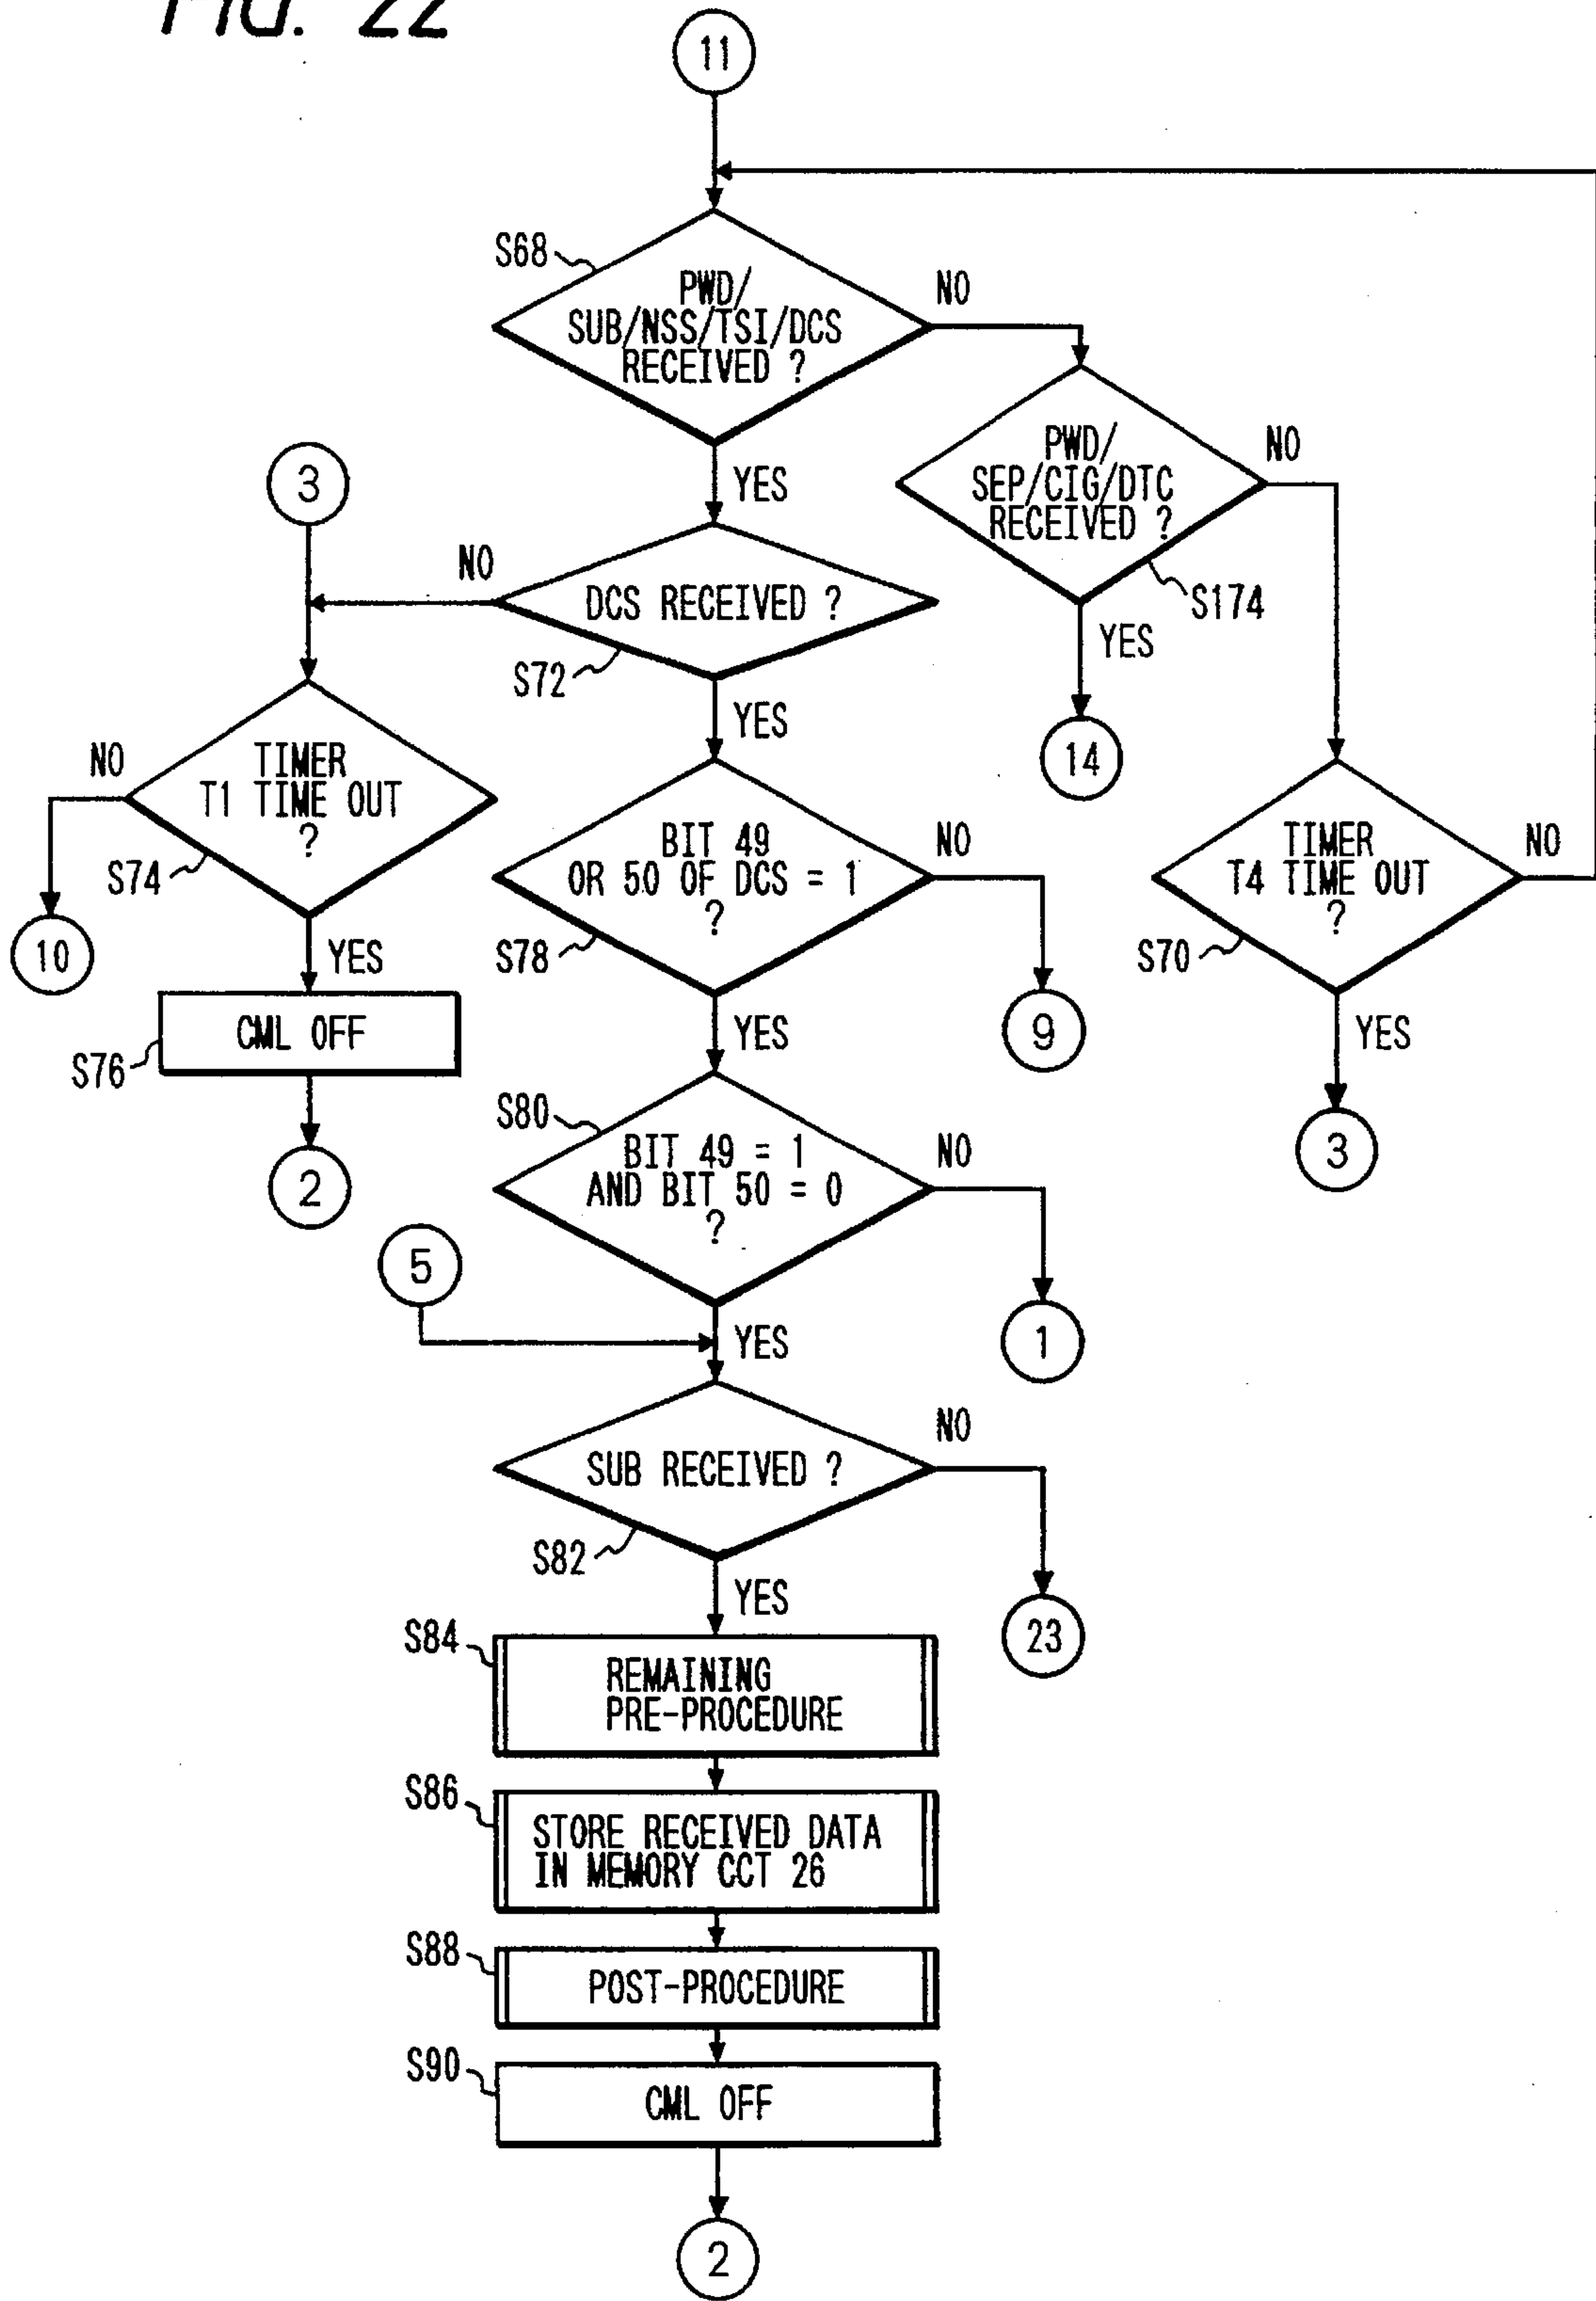 FIG. 22
11
S68
PWD/
SUB/NSS/TSI/DCS
RECEIVED ?
NO
YES
PWD/
SEP/CIG/DTC
RECEIVED ?
NO
S174
YES
14
3
NO
DCS RECEIVED ?
S72
YES
NO
TIMER
T1 TIME OUT
?
S74
10
YES
CML OFF
S76
2
BIT 49
OR 50 OF DCS = 1
?
NO
S78
9
YES
TIMER
T4 TIME OUT
?
NO
S70
YES
3
S80
BIT 49 = 1
AND BIT 50 = 0
?
NO
1
5
YES
SUB RECEIVED ?
NO
S82
23
YES
S84
REMAINING
PRE-PROCEDURE
S86
STORE RECEIVED DATA
IN MEMORY CCT 26
S88
POST-PROCEDURE
S90
CML OFF
2